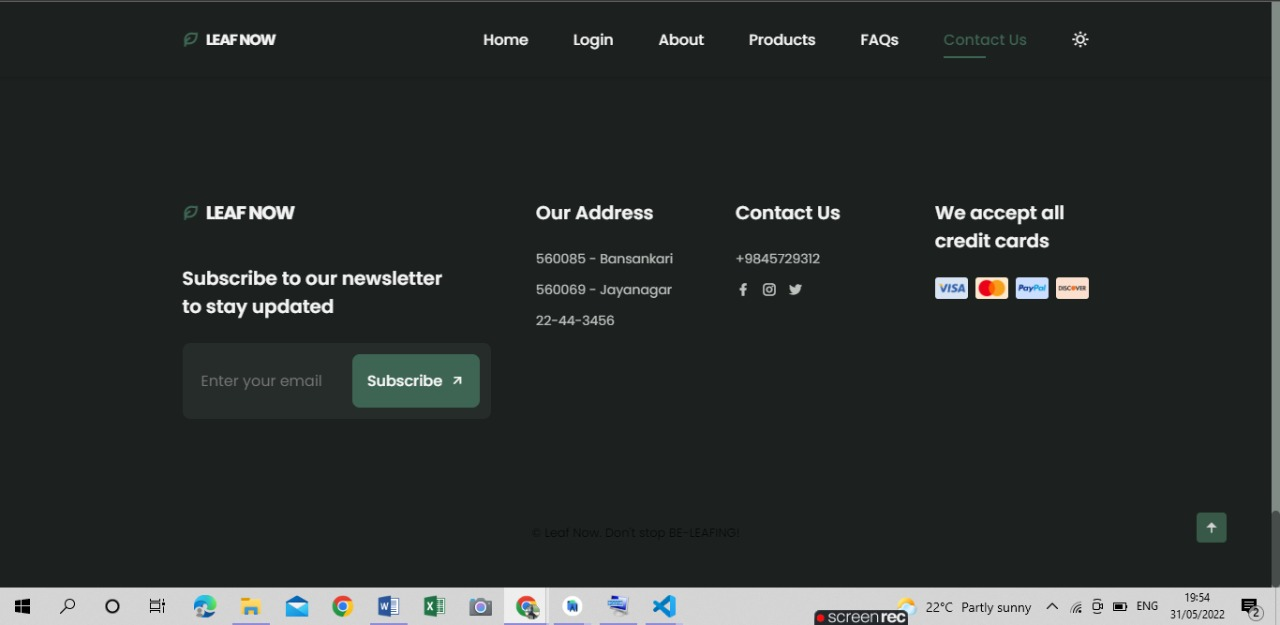 LEAF NOW
Home Login About Products FAQs Contact Us
LEAF NOW
Subscribe to our newsletter
to stay updated
Enter your email
Subscribe
Our Address
560085 - Bansankari
560069 - Jayanagar
22-44-3456
Contact Us
+9845729312
We accept all
credit cards
VISA
PayPal
DISCOVER
© Leaf Now. Don't stop BE-LEAFING!
screenrec
22°C Partly sunny
ENG
19:54
31/05/2022
2